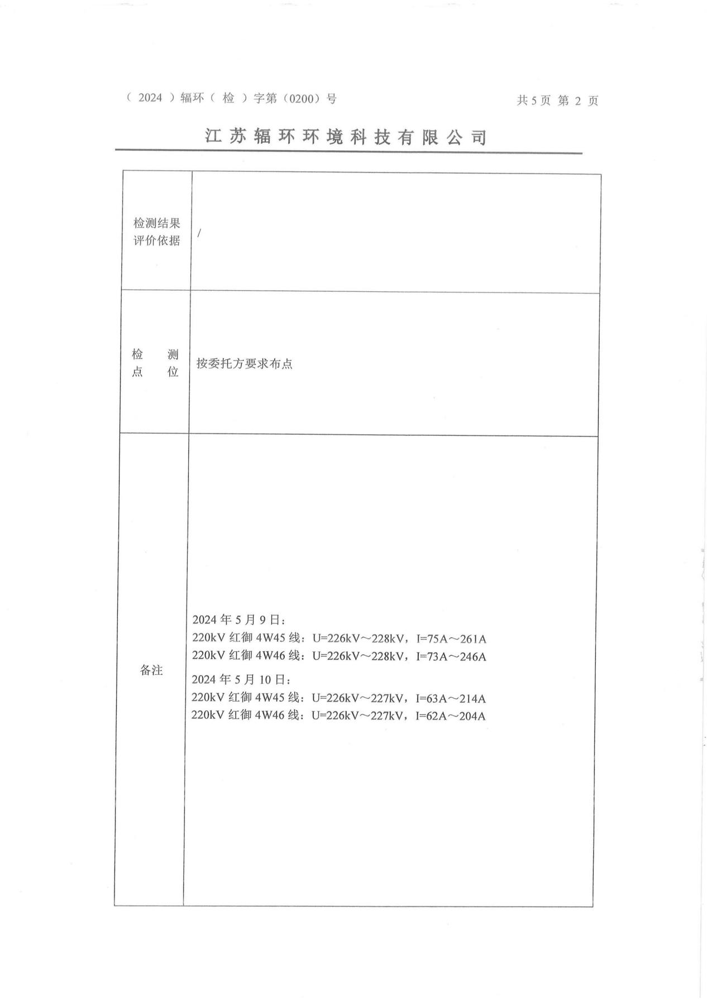 （ 2024 ）辐环（ 检 ）字第（0200）号
共 5 页 第 2 页
江苏辐环环境科技有限公司
检测结果
评价依据
/
检 测
点 位
按委托方要求布点
备注
2024 年 5 月 9 日：
220kV 红御 4W45 线：U=226kV～228kV，I=75A～261A
220kV 红御 4W46 线：U=226kV～228kV，I=73A～246A
2024 年 5 月 10 日：
220kV 红御 4W45 线：U=226kV～227kV，I=63A～214A
220kV 红御 4W46 线：U=226kV～227kV，I=62A～204A